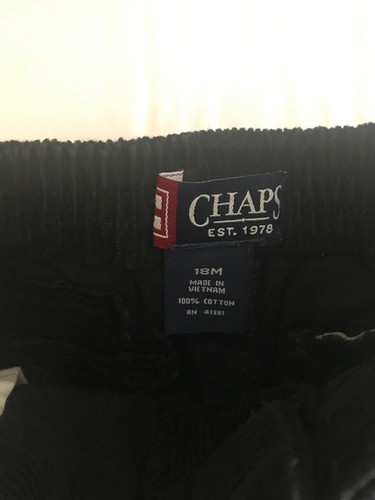 CHAPS
EST. 1978
18M
MADE IN
VIETNAM
100% COTTON
RN 41381